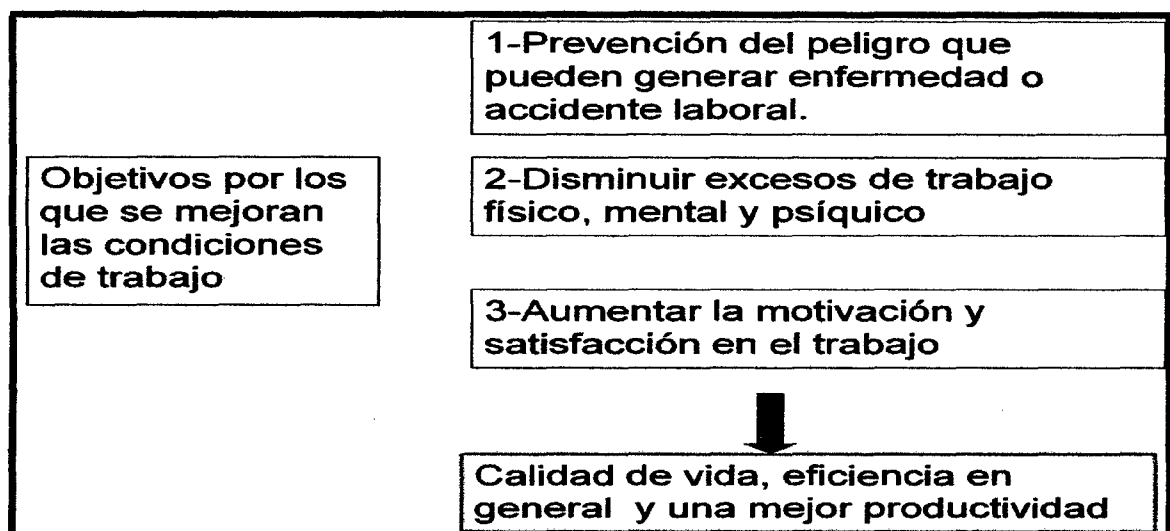 Objetivos por los
que se mejoran
las condiciones
de trabajo
1-Prevención del peligro que
pueden generar enfermedad o
accidente laboral.
2-Disminuir excesos de trabajo
físico, mental y psíquico
3-Aumentar la motivación y
satisfacción en el trabajo
Calidad de vida, eficiencia en
general y una mejor productividad